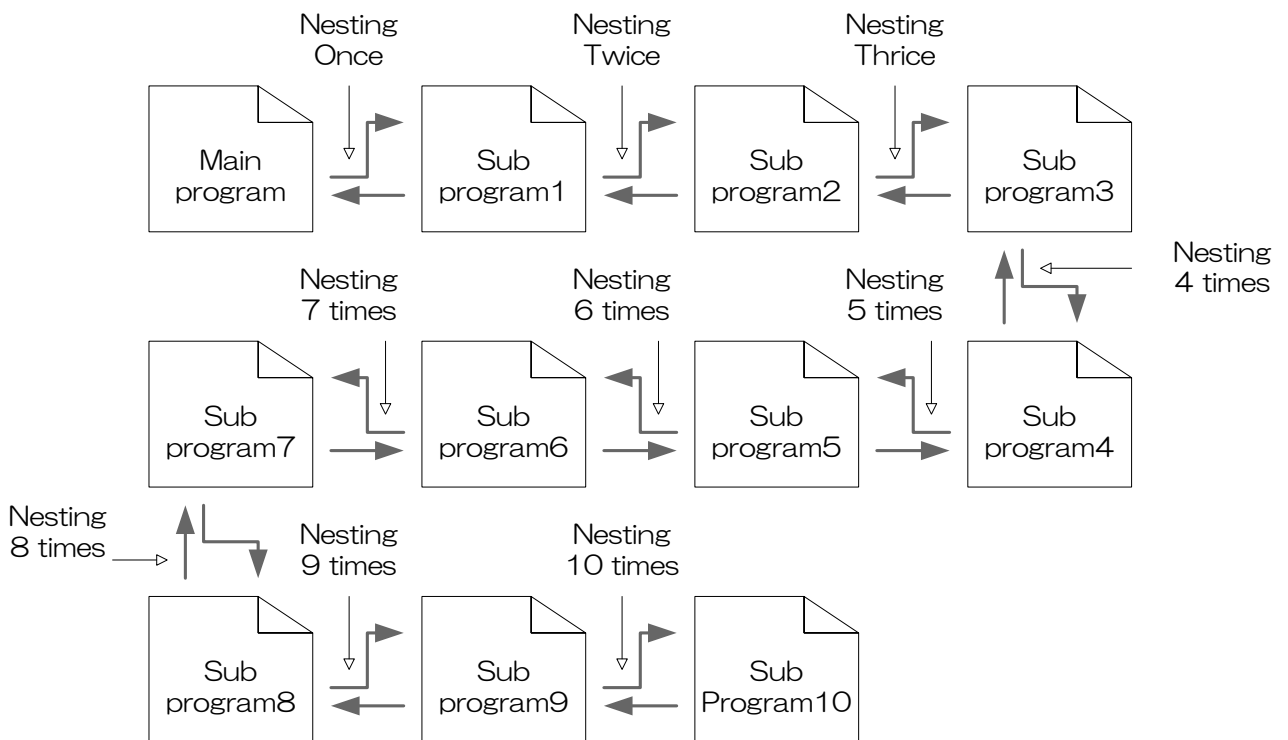 Nesting
Once
Nesting
Twice
Nesting
Thrice
Main
program
Sub
program1
Sub
program2
Sub
program3
Nesting
4 times
Nesting
7 times
Nesting
6 times
Nesting
5 times
Sub
program7
Sub
program6
Sub
program5
Sub
program4
Nesting
8 times
Nesting
9 times
Nesting
10 times
Sub
program8
Sub
program9
Sub
Program10